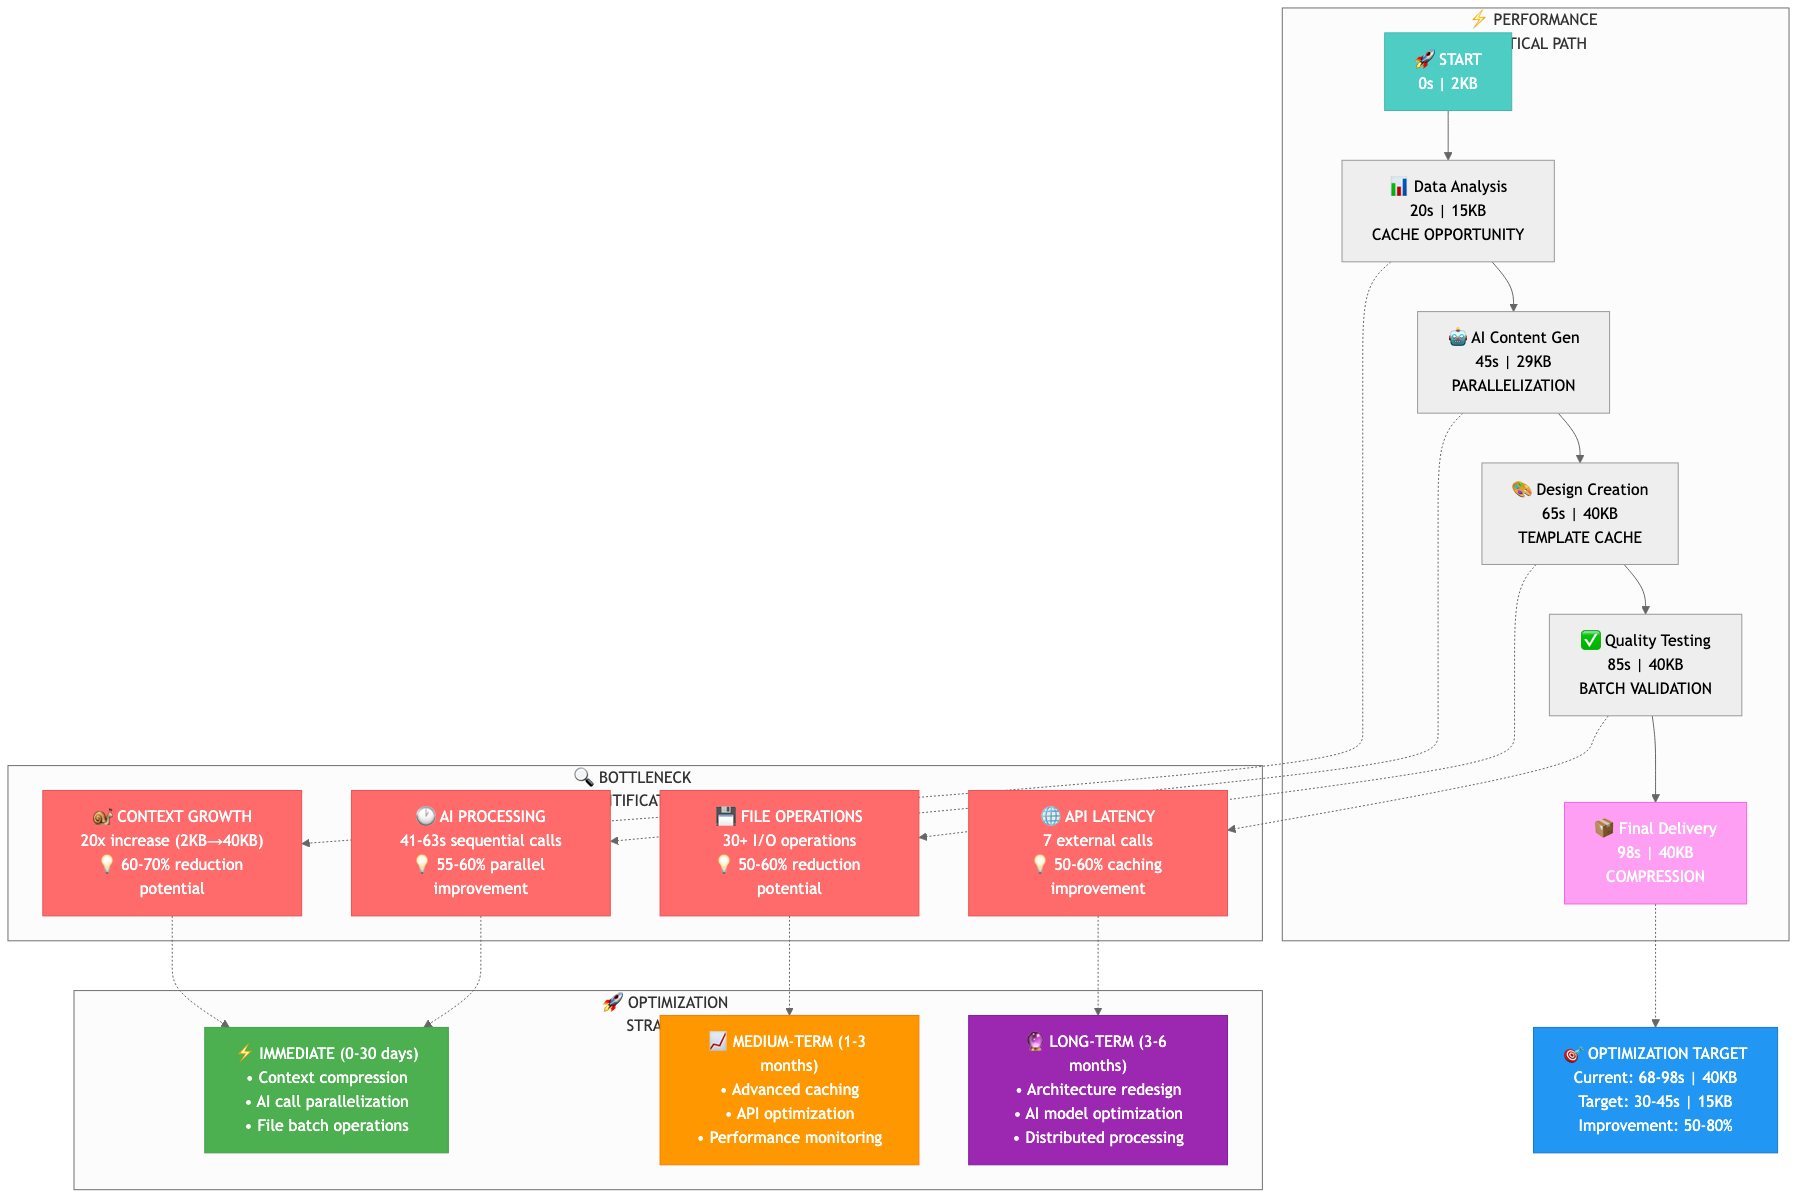 ⚡ PERFORMANCE
TICAL PATH
🚀 START
0s | 2KB
📊 Data Analysis
20s | 15KB
CACHE OPPORTUNITY
🤖 AI Content Gen
45s | 29KB
PARALLELIZATION
🎨 Design Creation
65s | 40KB
TEMPLATE CACHE
✅ Quality Testing
85s | 40KB
BATCH VALIDATION
📦 Final Delivery
98s | 40KB
COMPRESSION
🔍 BOTTLENECK
NTIFICAT
🐌 CONTEXT GROWTH
20x increase (2KB→40KB)
💡 60-70% reduction
potential
🕐 AI PROCESSING
41-63s sequential calls
💡 55-60% parallel
improvement
💾 FILE OPERATIONS
30+ I/O operations
💡 50-60% reduction
potential
🌐 API LATENCY
7 external calls
💡 50-60% caching
improvement
🚀 OPTIMIZATION
STRA
⚡ IMMEDIATE (0-30 days)
• Context compression
• AI call parallelization
• File batch operations
📈 MEDIUM-TERM (1-3
months)
• Advanced caching
• API optimization
• Performance monitoring
🔮 LONG-TERM (3-6
months)
• Architecture redesign
• AI model optimization
• Distributed processing
🎯 OPTIMIZATION TARGET
Current: 68-98s | 40KB
Target: 30-45s | 15KB
Improvement: 50-80%